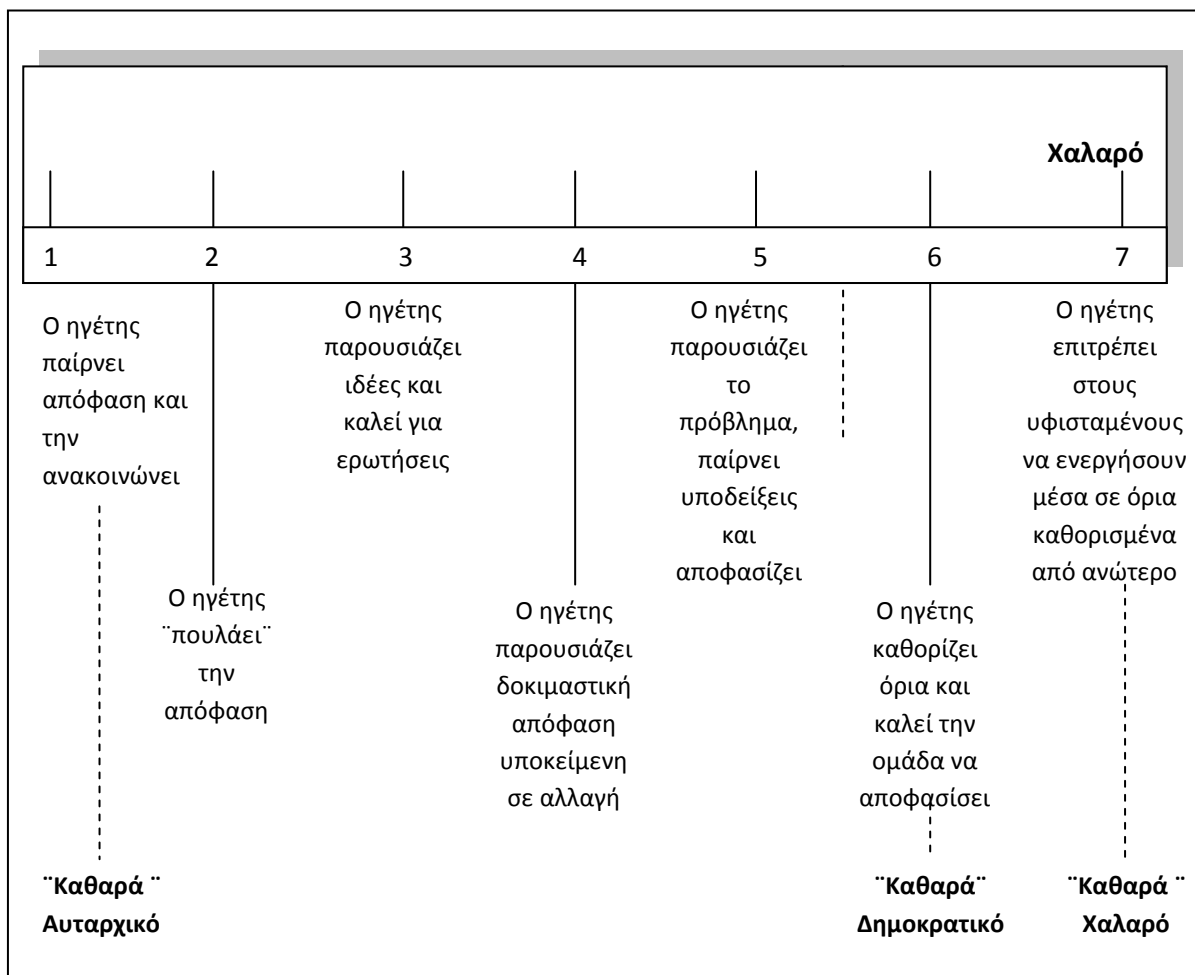 Χαλαρό
1 2 3 4 5 6 7
Ο ηγέτης
παίρνει
απόφαση και
την
ανακοινώνει
Ο ηγέτης
¨πουλάει¨
την
απόφαση
Ο ηγέτης
παρουσιάζει
ιδέες και
καλεί για
ερωτήσεις
Ο ηγέτης
παρουσιάζει
δοκιμαστική
απόφαση
υποκείμενη
σε αλλαγή
Ο ηγέτης
παρουσιάζει
το
πρόβλημα,
παίρνει
υποδείξεις
και
αποφασίζει
Ο ηγέτης
καθορίζει
όρια και
καλεί την
ομάδα να
αποφασίσει
Ο ηγέτης
επιτρέπει
στους
υφισταμένους
να ενεργήσουν
μέσα σε όρια
καθορισμένα
από ανώτερο
¨Καθαρά ¨
Αυταρχικό
¨Καθαρά¨
Δημοκρατικό
¨Καθαρά ¨
Χαλαρό